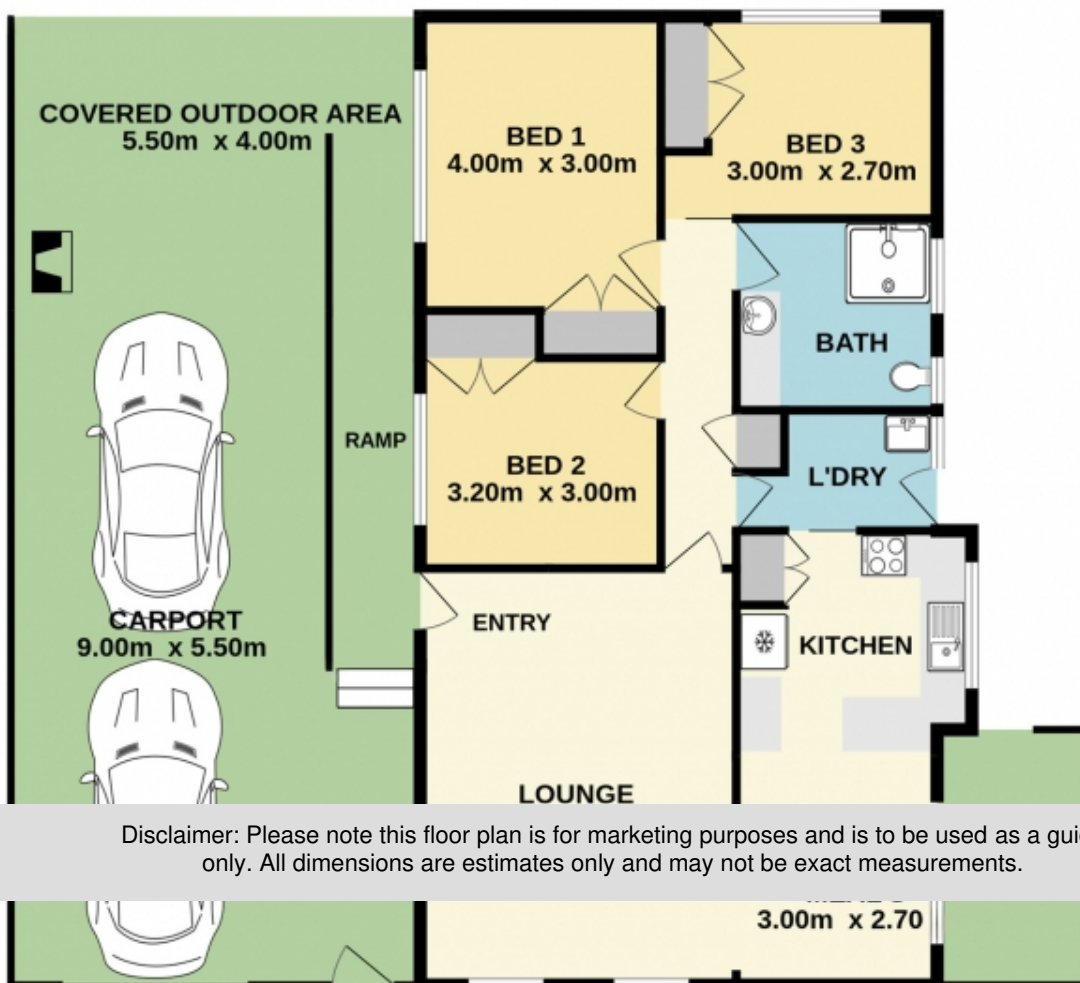 COVERED OUTDOOR AREA
5.50m x 4.00m
BED 1
4.00m x 3.00m
BED 3
3.00m x 2.70m
BATH
RAMP
BED 2
3.20m x 3.00m
L'DRY
ENTRY
CARPORT
9.00m x 5.50m
KITCHEN
LOUNGE
Disclaimer: Please note this floor plan is for marketing purposes and is to be used as a
only. All dimensions are estimates only and may not be exact measurements.
3.00m x 2.70